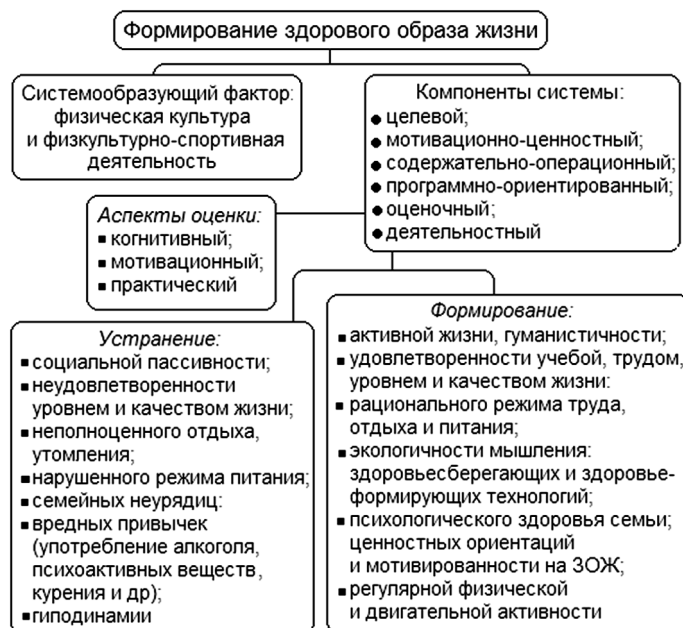 Формирование здорового образа жизни
Системообразующий фактор:
физическая культура
и физкультурно-спортивная
деятельность
Компоненты системы:
● целевой;
● мотивационно-ценностный;
● содержательно-операционный;
● программно-ориентированный;
● оценочный;
● деятельностный
Аспекты оценки:
▪ когнитивный;
▪ мотивационный;
▪ практический
Устранение:
▪ социальной пассивности;
▪ неудовлетворенности
уровнем и качеством жизни;
▪ неполноценного отдыха,
утомления;
▪ нарушенного режима питания;
▪ семейных неурядиц:
▪ вредных привычек
(употребление алкоголя,
психоактивных веществ,
курения и др);
▪ гиподинамии
Формирование:
▪ активной жизни, гуманистичности;
▪ удовлетворенности учебой, трудом,
уровнем и качеством жизни:
▪ рационального режима труда,
отдыха и питания;
▪ экологичности мышления:
здоровьесберегающих и здоровье-
формирующих технологий;
▪ психологического здоровья семьи;
ценностных ориентаций
и мотивированности на ЗОЖ;
▪ регулярной физической
и двигательной активности